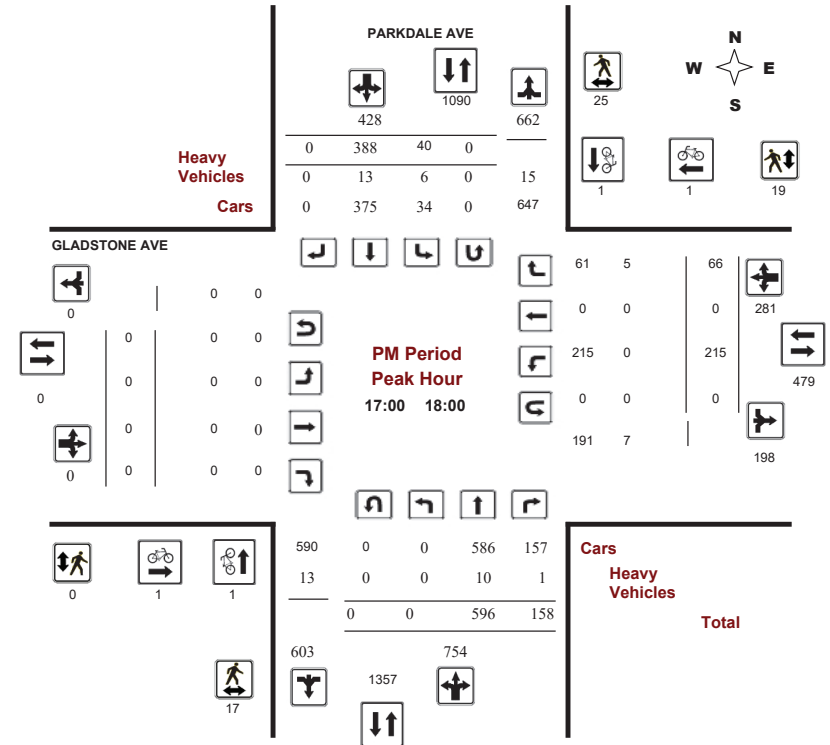 PARKDALE AVE
N
W E
S
1090
25
428 662
0 388 40 0
Heavy
Vehicles
0 13 6 0 15
Cars
0 375 34 0 647
1 1 19
GLADSTONE AVE
0
0 0
61 5 66
281
0 0 0
0 0 0
PM Period
Peak Hour
17:00 18:00
0
0 0 0
215 0 215
479
0 0 0
0 0 0
0
0 0 0
191 7
198
590 0 0 586 157
Cars
13 0 0 10 1
Heavy
Vehicles
0 1 1
0 0 596 158
Total
603 754
1357
17